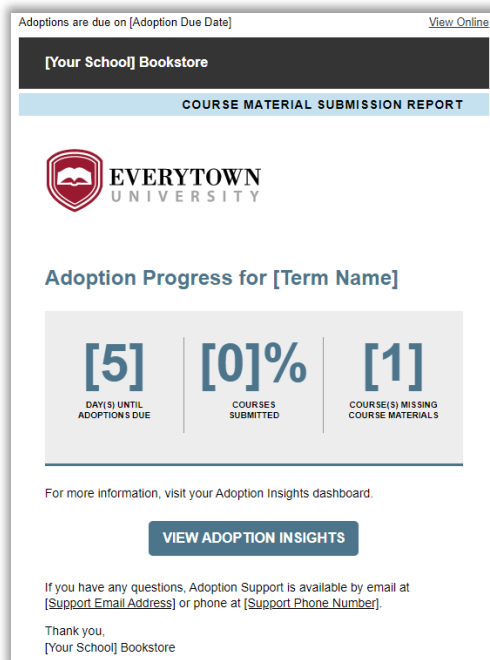 Adoptions are due on [Adoption Due Date] View Online
[Your School] Bookstore
COURSE MATERIAL SUBMISSION REPORT
EVERYTOWN
UNIVERSITY
Adoption Progress for [Term Name]
[5] [0]% [1]
DAY(S) UNTIL
ADOPTIONS DUE
COURSES
SUBMITTED
COURSE(S) MISSING
COURSE MATERIALS
For more information, visit your Adoption Insights dashboard.
VIEW ADOPTION INSIGHTS
If you have any questions, Adoption Support is available by email at
[Support Email Address] or phone at [Support Phone Number].
Thank you,
[Your School] Bookstore